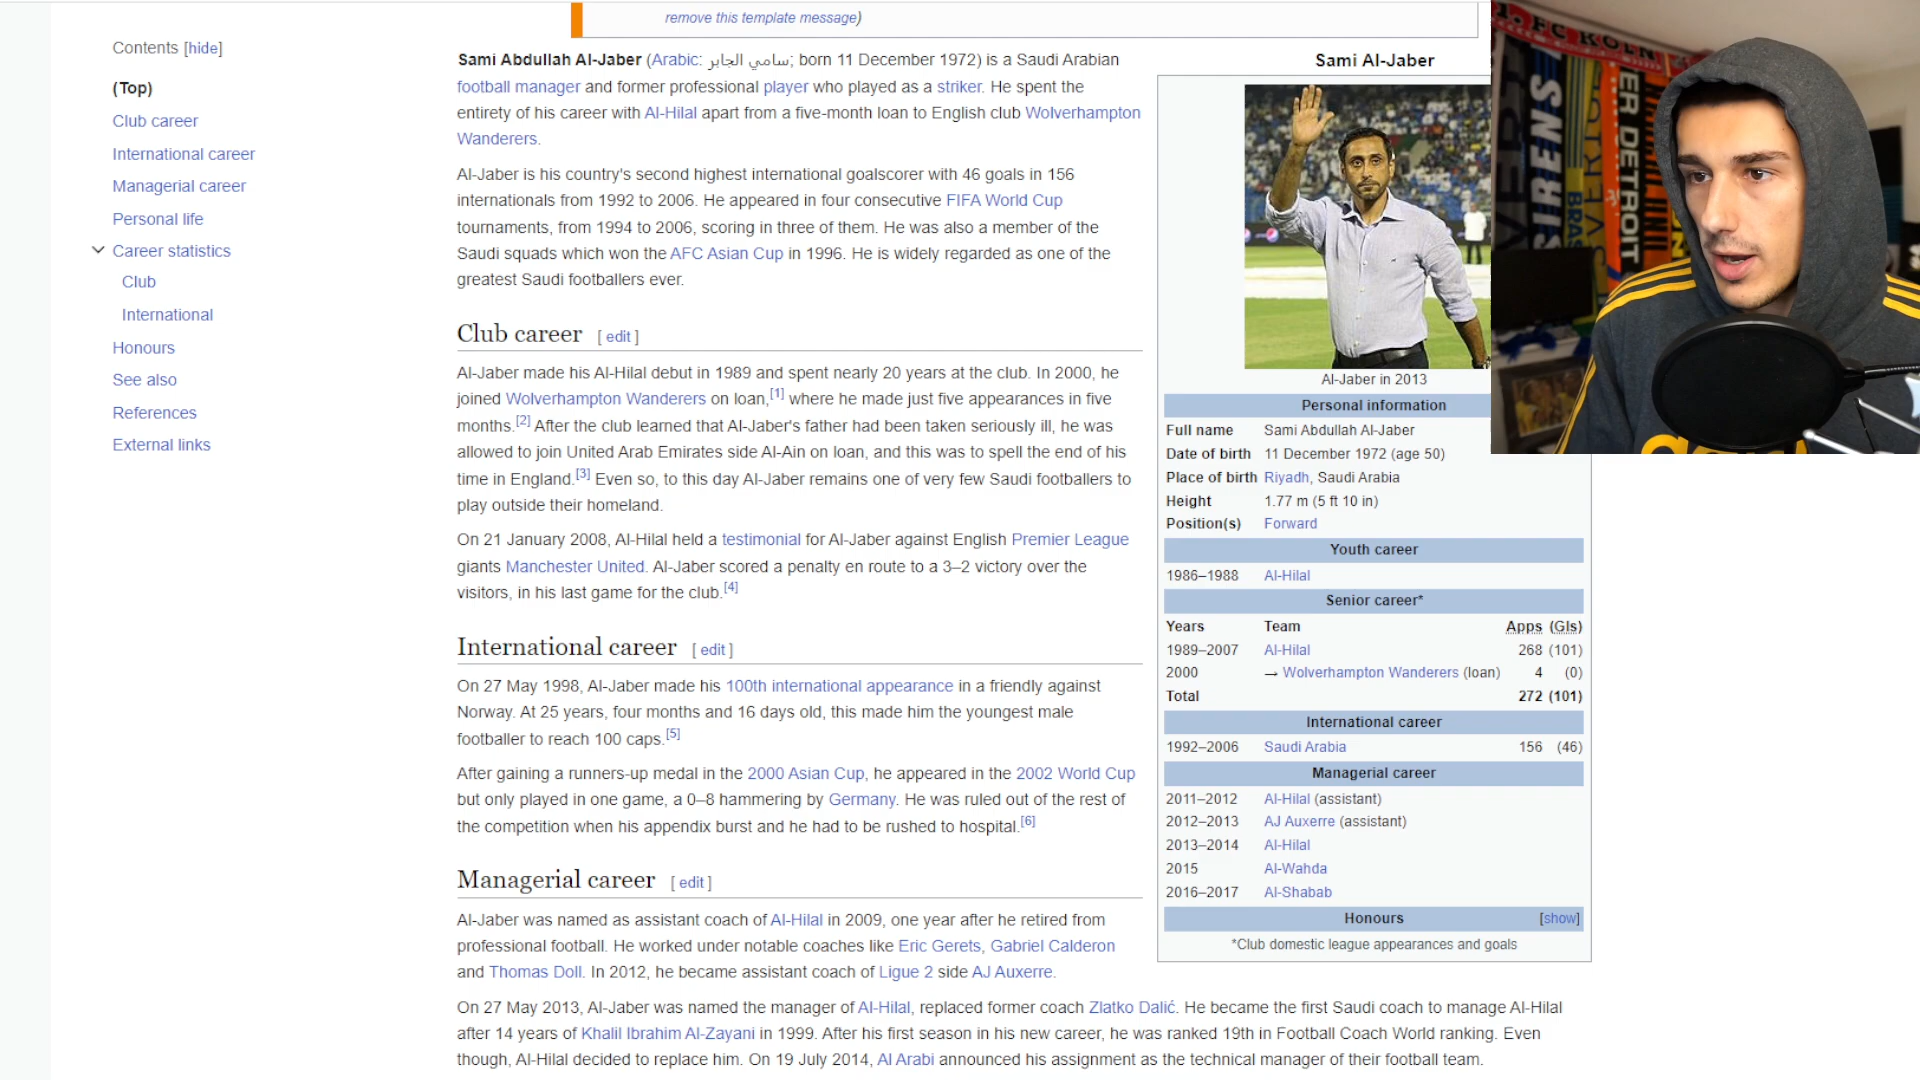 remove this template message)
Contents [hide]
(Top)
Club career
International career
Managerial career
Personal life
Career statistics
Club
International
Honours
See also
References
External links
Sami Abdullah Al-Jaber (Arabic: سامي الجابر; born 11 December 1972) is a Saudi Arabian
football manager and former professional player who played as a striker. He spent the
entirety of his career with Al-Hilal apart from a five-month loan to English club Wolverhampton
Wanderers.
Al-Jaber is his country's second highest international goalscorer with 46 goals in 156
internationals from 1992 to 2006. He appeared in four consecutive FIFA World Cup
tournaments, from 1994 to 2006, scoring in three of them. He was also a member of the
Saudi squads which won the AFC Asian Cup in 1996. He is widely regarded as one of the
greatest Saudi footballers ever.
Club career [ edit ]
Al-Jaber made his Al-Hilal debut in 1989 and spent nearly 20 years at the club. In 2000, he
joined Wolverhampton Wanderers on loan,[1] where he made just five appearances in five
months.[2] After the club learned that Al-Jaber's father had been taken seriously ill, he was
allowed to join United Arab Emirates side Al-Ain on loan, and this was to spell the end of his
time in England.[3] Even so, to this day Al-Jaber remains one of very few Saudi footballers to
play outside their homeland.
On 21 January 2008, Al-Hilal held a testimonial for Al-Jaber against English Premier League
giants Manchester United. Al-Jaber scored a penalty en route to a 3–2 victory over the
visitors, in his last game for the club.[4]
International career [ edit ]
On 27 May 1998, Al-Jaber made his 100th international appearance in a friendly against
Norway. At 25 years, four months and 16 days old, this made him the youngest male
footballer to reach 100 caps.[5]
After gaining a runners-up medal in the 2000 Asian Cup, he appeared in the 2002 World Cup
but only played in one game, a 0–8 hammering by Germany. He was ruled out of the rest of
the competition when his appendix burst and he had to be rushed to hospital.[6]
Managerial career [ edit ]
Al-Jaber was named as assistant coach of Al-Hilal in 2009, one year after he retired from
professional football. He worked under notable coaches like Eric Gerets, Gabriel Calderon
and Thomas Doll. In 2012, he became assistant coach of Ligue 2 side AJ Auxerre.
On 27 May 2013, Al-Jaber was named the manager of Al-Hilal, replaced former coach Zlatko Dalić. He became the first Saudi coach to manage Al-Hilal
after 14 years of Khalil Ibrahim Al-Zayani in 1999. After his first season in his new career, he was ranked 19th in Football Coach World ranking. Even
though, Al-Hilal decided to replace him. On 19 July 2014, Al Arabi announced his assignment as the technical manager of their football team.
Sami Al-Jaber
Al-Jaber in 2013
Personal information
Full name Sami Abdullah Al-Jaber
Date of birth 11 December 1972 (age 50)
Place of birth Riyadh, Saudi Arabia
Height 1.77 m (5 ft 10 in)
Position(s) Forward
Youth career
1986–1988 Al-Hilal
Senior career*
Years Team Apps (Gls)
1989–2007 Al-Hilal 268 (101)
2000 → Wolverhampton Wanderers (loan) 4 (0)
Total 272 (101)
International career
1992–2006 Saudi Arabia 156 (46)
Managerial career
2011–2012 Al-Hilal (assistant)
2012–2013 AJ Auxerre (assistant)
2013–2014 Al-Hilal
2015 Al-Wahda
2016–2017 Al-Shabab
Honours [show]
*Club domestic league appearances and goals
1. FC KÖLN
SIRENS
ER DETROIT